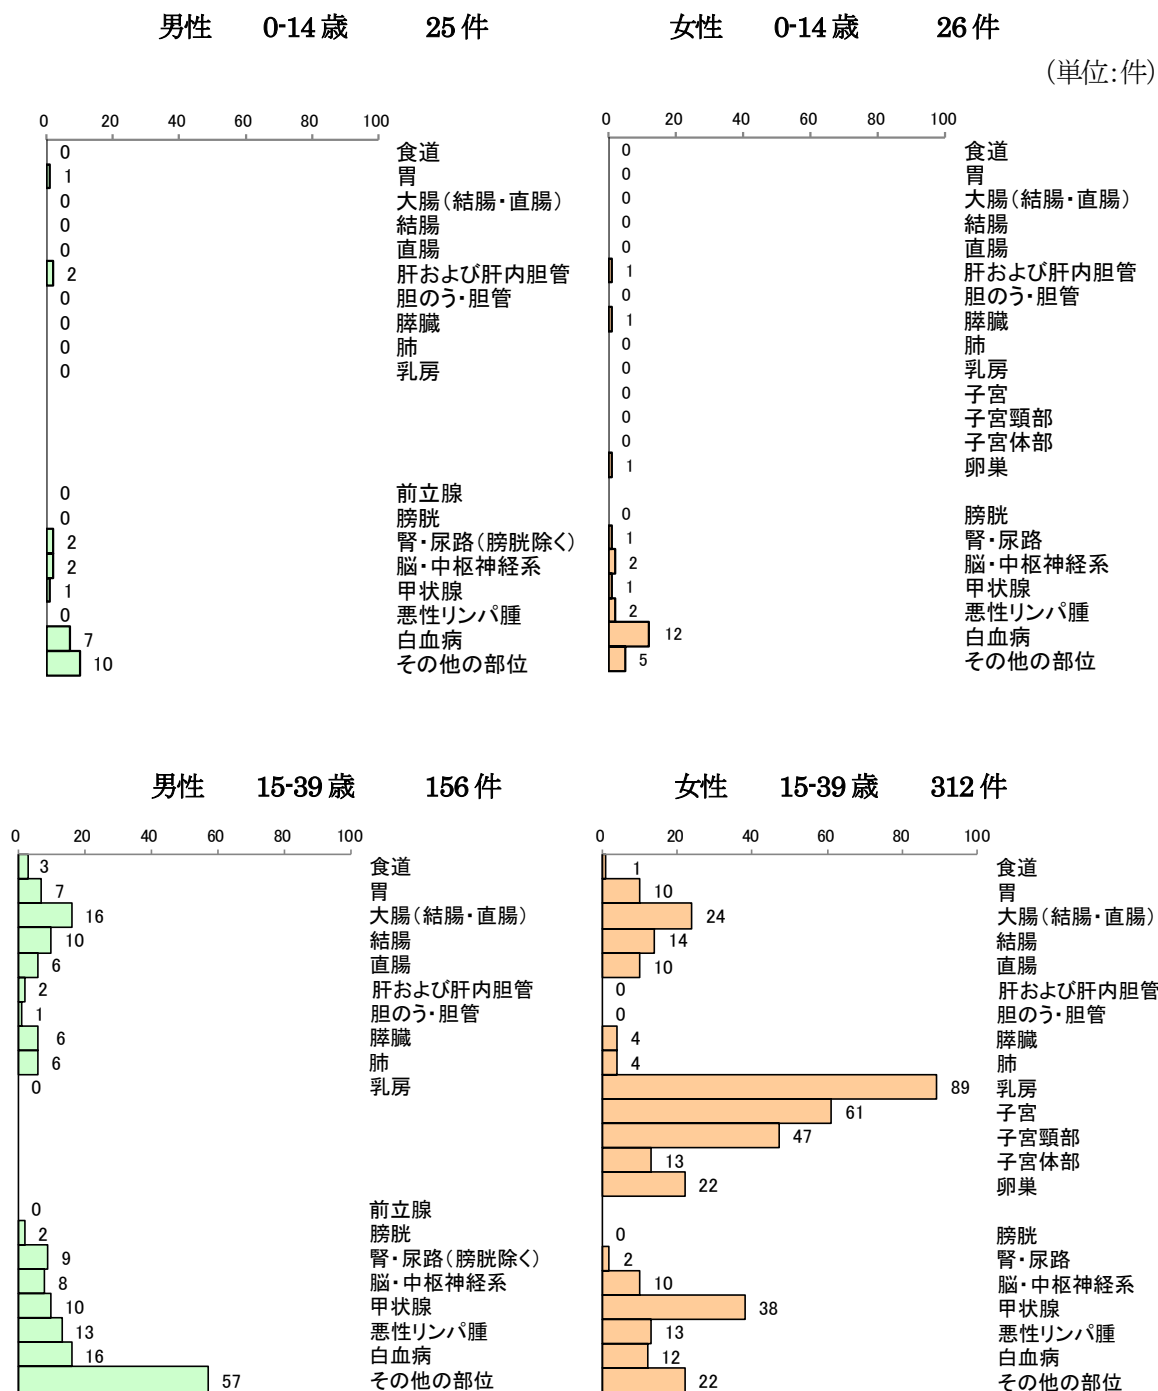 男性 0-14歳 25件
女性 0-14歳 26件
(単位:件)
0 20 40 60 80 100
0 食道
1 胃
0 大腸(結腸・直腸)
0 結腸
0 直腸
2 肝および肝内胆管
0 胆のう・胆管
0 膵臓
0 肺
0 乳房
0 前立腺
0 膀胱
2 腎・尿路(膀胱除く)
2 脳・中枢神経系
1 甲状腺
0 悪性リンパ腫
7 白血病
10 その他の部位
0 20 40 60 80 100
0 食道
0 胃
0 大腸(結腸・直腸)
0 結腸
0 直腸
1 肝および肝内胆管
0 胆のう・胆管
1 膵臓
0 肺
0 乳房
0 子宮
0 子宮頸部
0 子宮体部
1 卵巣
0 膀胱
1 腎・尿路
2 脳・中枢神経系
1 甲状腺
2 悪性リンパ腫
12 白血病
5 その他の部位
男性 15-39歳 156件
女性 15-39歳 312件
0 20 40 60 80 100
3 食道
7 胃
16 大腸(結腸・直腸)
10 結腸
6 直腸
2 肝および肝内胆管
1 胆のう・胆管
6 膵臓
6 肺
0 乳房
0 前立腺
2 膀胱
9 腎・尿路(膀胱除く)
8 脳・中枢神経系
10 甲状腺
13 悪性リンパ腫
16 白血病
57 その他の部位
0 20 40 60 80 100
1 食道
10 胃
24 大腸(結腸・直腸)
14 結腸
10 直腸
0 肝および肝内胆管
0 胆のう・胆管
4 膵臓
4 肺
89 乳房
61 子宮
47 子宮頸部
13 子宮体部
22 卵巣
0 膀胱
2 腎・尿路
10 脳・中枢神経系
38 甲状腺
13 悪性リンパ腫
12 白血病
22 その他の部位